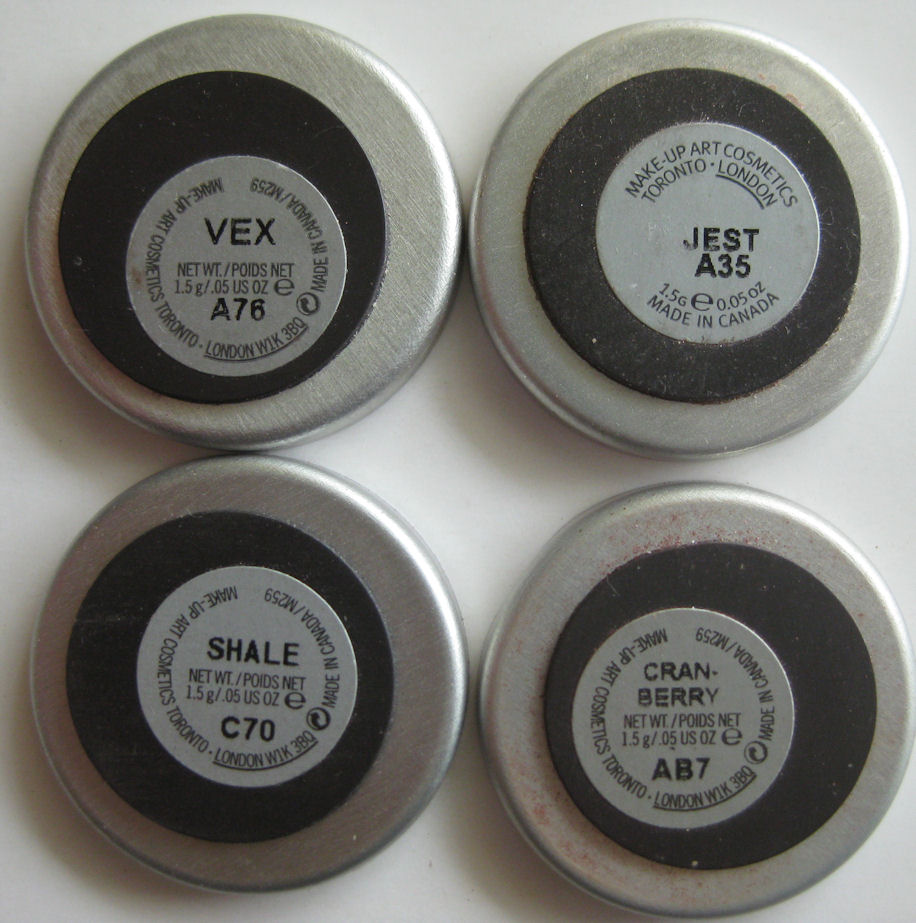 VEX
NET WT./POIDS NET
1.5 g/.05 US OZ e
A76
MAKE-UP ART COSMETICS TORONTO · LONDON W1K 3BQ
MADE IN CANADA/M259
MAKE-UP ART COSMETICS
TORONTO · LONDON
JEST
A35
1.5G e 0.05 OZ
MADE IN CANADA
SHALE
NET WT./POIDS NET
1.5 g/.05 US OZ e
C70
MAKE-UP ART COSMETICS TORONTO · LONDON W1K 3BQ
MADE IN CANADA/M259
CRAN-
BERRY
NET WT./POIDS NET
1.5 g/.05 US OZ e
AB7
MAKE-UP ART COSMETICS TORONTO · LONDON W1K 3BQ
MADE IN CANADA/M259